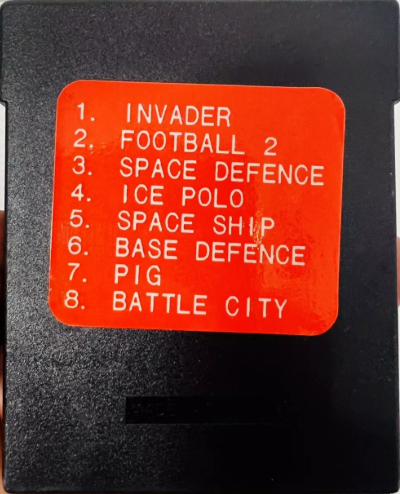 1. INVADER
2. FOOTBALL 2
3. SPACE DEFENCE
4. ICE POLO
5. SPACE SHIP
6. BASE DEFENCE
7. PIG
8. BATTLE CITY